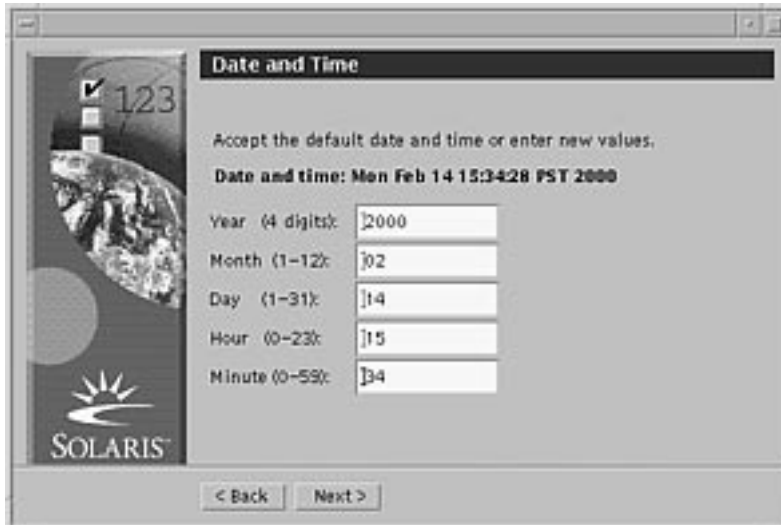 Date and Time
123
Accept the default date and time or enter new values.
Date and time: Mon Feb 14 15:34:28 PST 2000
Year (4 digits): 2000
Month (1-12): 02
Day (1-31): 14
Hour (0-23): 15
Minute (0-59): 34
SOLARIS™
< Back Next >